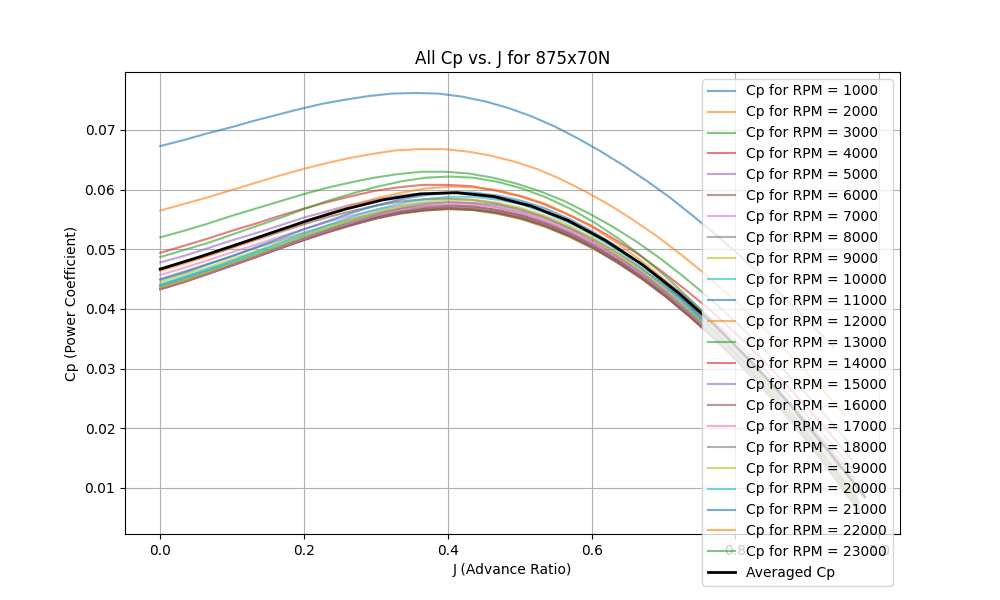 All Cp vs. J for 875x70N
Cp (Power Coefficient)
0.07
0.06
0.05
0.04
0.03
0.02
0.01
0.0
0.2
0.4
0.6
0.8
J (Advance Ratio)
Cp for RPM = 1000
Cp for RPM = 2000
Cp for RPM = 3000
Cp for RPM = 4000
Cp for RPM = 5000
Cp for RPM = 6000
Cp for RPM = 7000
Cp for RPM = 8000
Cp for RPM = 9000
Cp for RPM = 10000
Cp for RPM = 11000
Cp for RPM = 12000
Cp for RPM = 13000
Cp for RPM = 14000
Cp for RPM = 15000
Cp for RPM = 16000
Cp for RPM = 17000
Cp for RPM = 18000
Cp for RPM = 19000
Cp for RPM = 20000
Cp for RPM = 21000
Cp for RPM = 22000
Cp for RPM = 23000
Averaged Cp